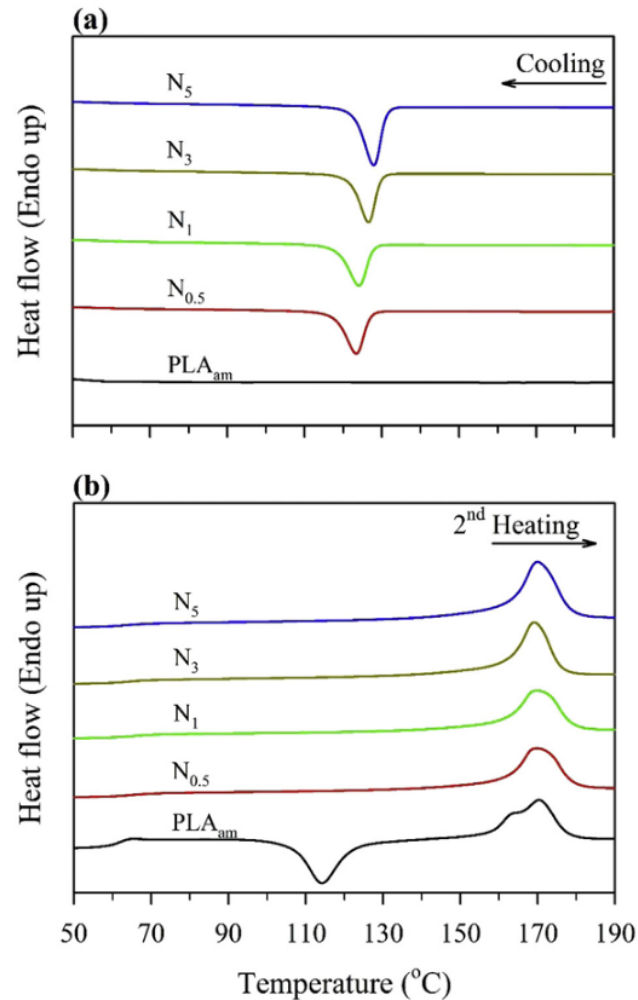 (a)
Cooling
N5
N3
N1
N0.5
PLAam
Heat flow (Endo up)
(b)
2nd Heating
N5
N3
N1
N0.5
PLAam
Heat flow (Endo up)
50 70 90 110 130 150 170 190
Temperature (oC)